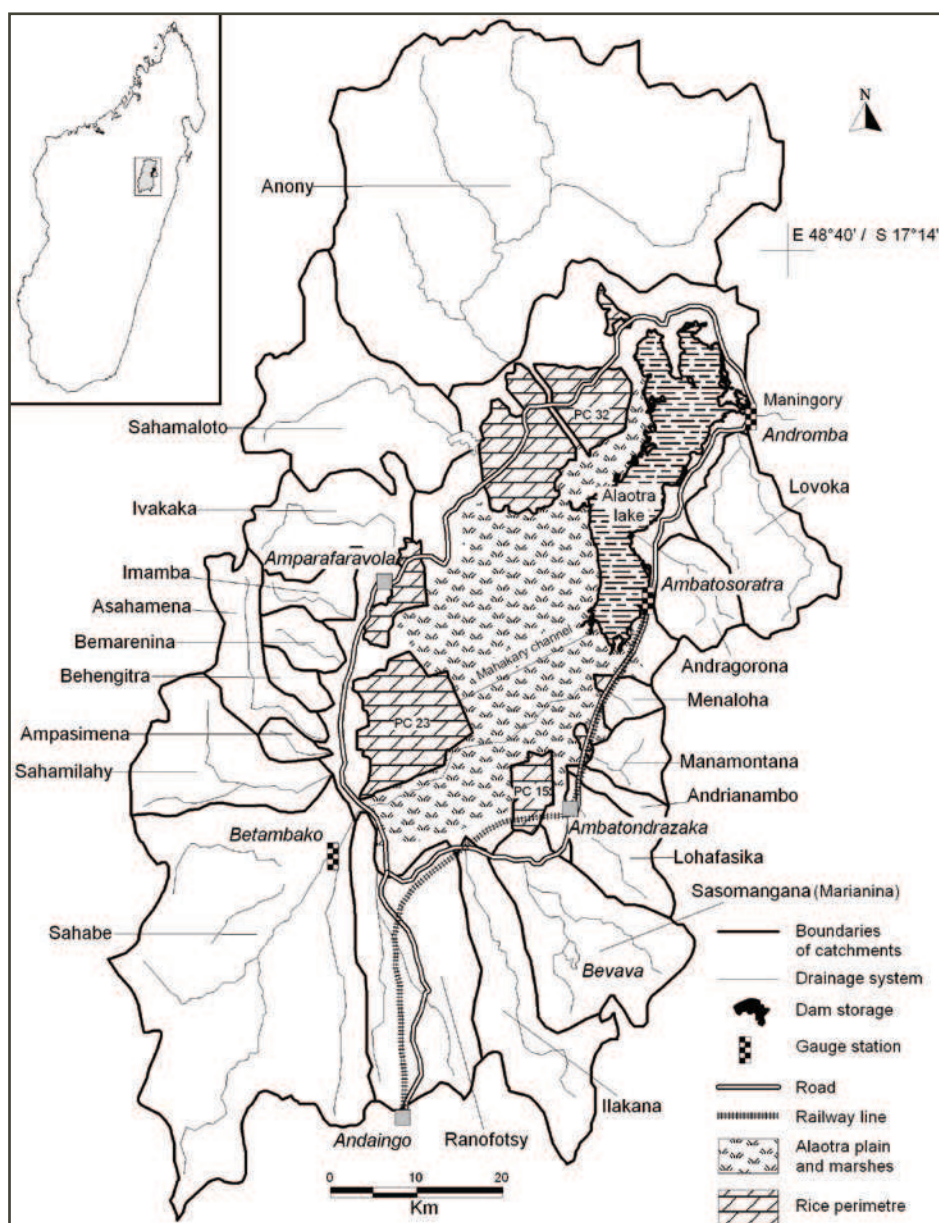 N
Anony
E 48°40' / S 17°14'
PC 32
Maningory
Andromba
Sahamaloto
Lovoka
Ivakaka
Alaotra
lake
Amparafaravola
Imamba
Ambatosoratra
Asahamena
Bemarenina
Mahakary channel
Andragorona
Behengitra
Menaloha
PC 23
Ampasimena
Manamontana
Sahamilahy
PC 15
Andrianambo
Betambako
Ambatondrazaka
Lohafasika
Sasomangana (Marianina)
Sahabe
Bevava
Boundaries
of catchments
Drainage system
Dam storage
Gauge station
Road
Railway line
Ilakana
Andaingo
Ranofotsy
Alaotra plain
and marshes
0 10 20
Km
Rice perimetre